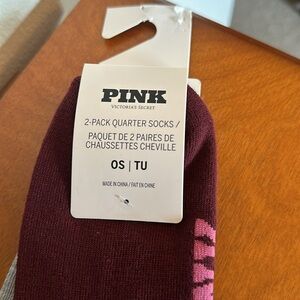 PINK
VICTORIA'S SECRET
2-PACK QUARTER SOCKS /
PAQUET DE 2 PAIRES DE
CHAUSSETTES CHEVILLE
OS | TU
MADE IN CHINA / FAIT EN CHINE